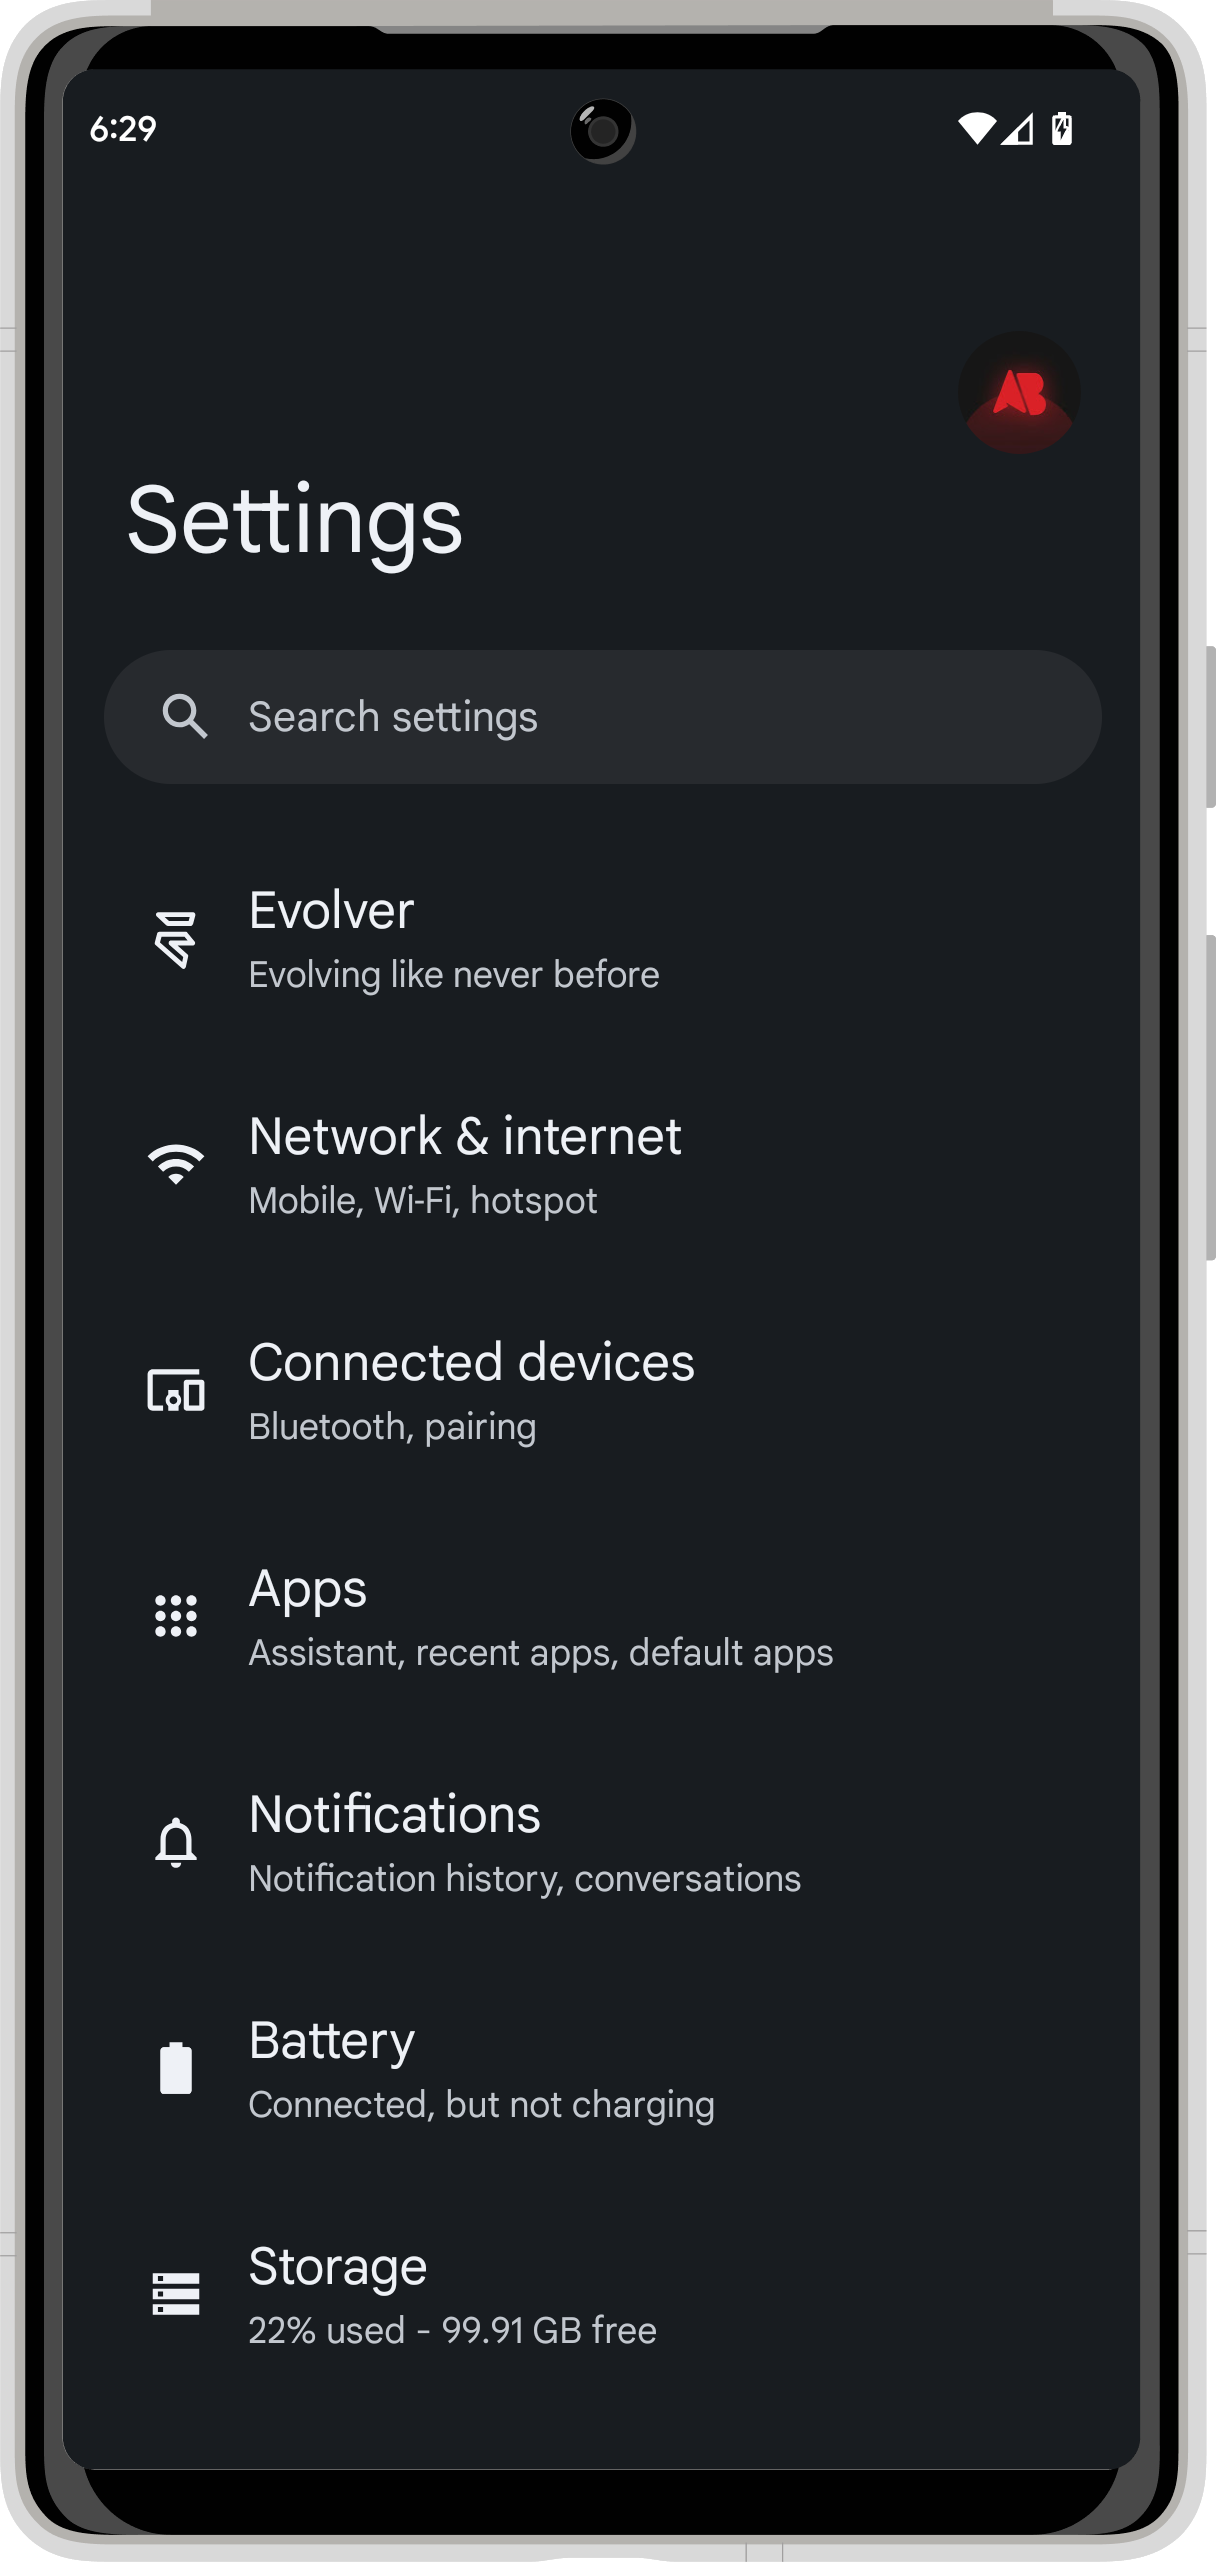 6:29
AB
Settings
Search settings
Evolver
Evolving like never before
Network & internet
Mobile, Wi-Fi, hotspot
Connected devices
Bluetooth, pairing
Apps
Assistant, recent apps, default apps
Notifications
Notification history, conversations
Battery
Connected, but not charging
Storage
22% used - 99.91 GB free